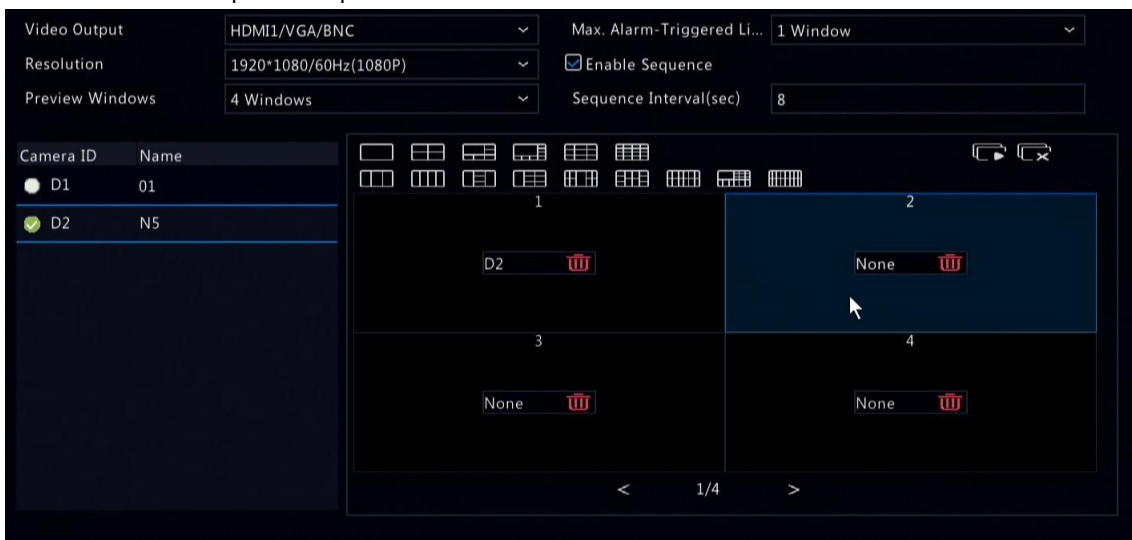 Video Output HDMI1/VGA/BNC Max. Alarm-Triggered Li... 1 Window
Resolution 1920*1080/60Hz(1080P) Enable Sequence
Preview Windows 4 Windows Sequence Interval(sec) 8
Camera ID Name
D1 01
D2 N5
1 2
D2 None
3 4
None None
< 1/4 >